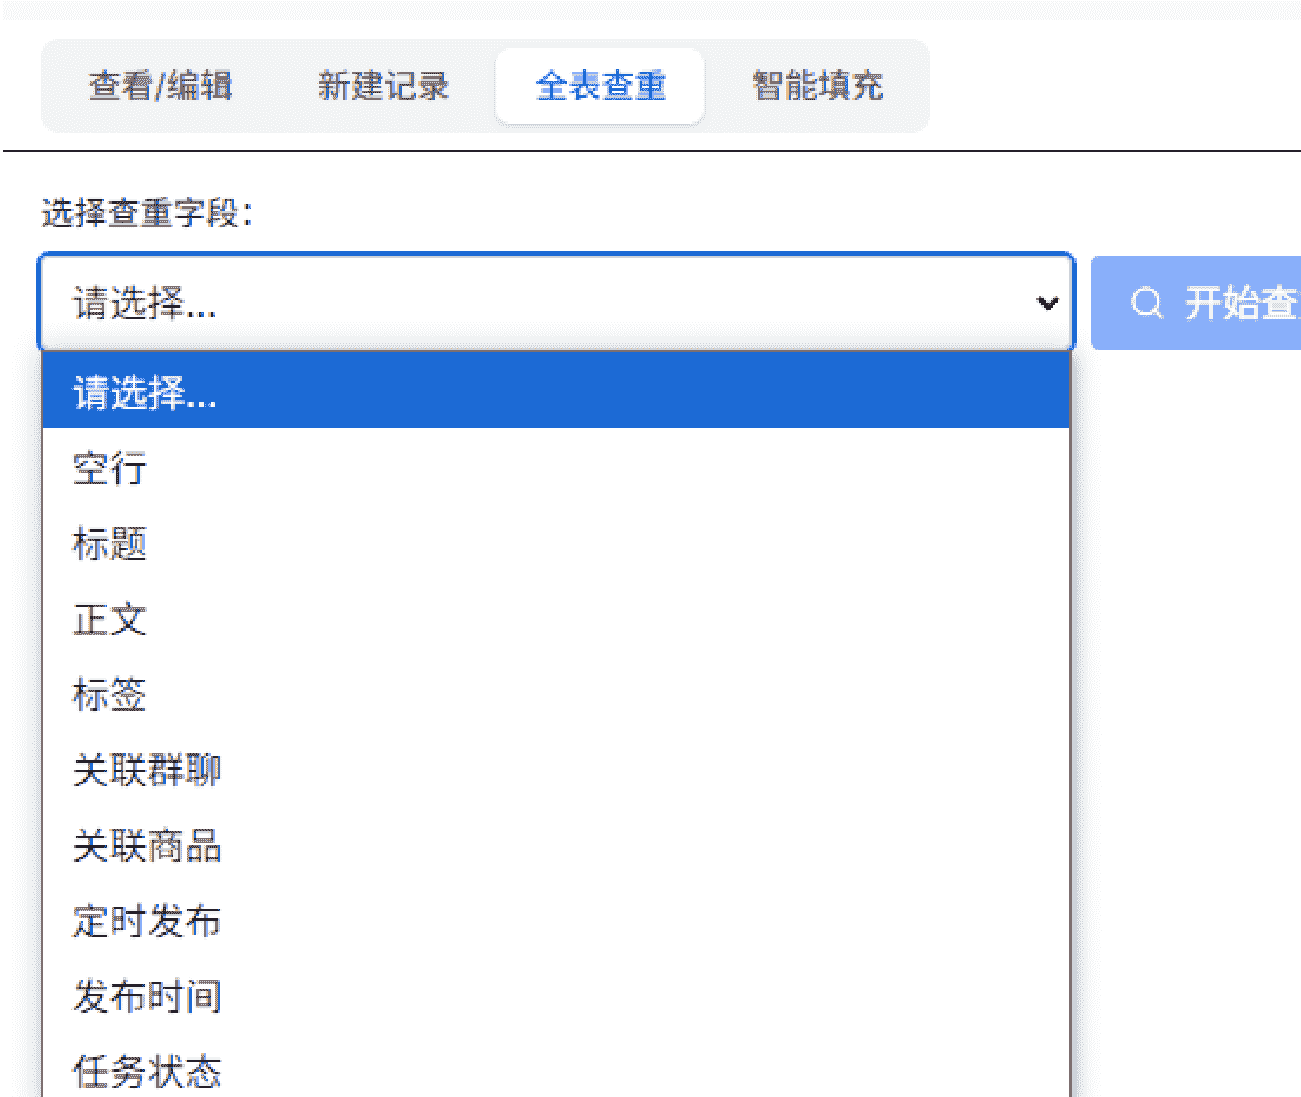 查看/编辑 新建记录 全表查重 智能填充
选择查重字段：
请选择... 开始查
请选择...
空行
标题
正文
标签
关联群聊
关联商品
定时发布
发布时间
任务状态